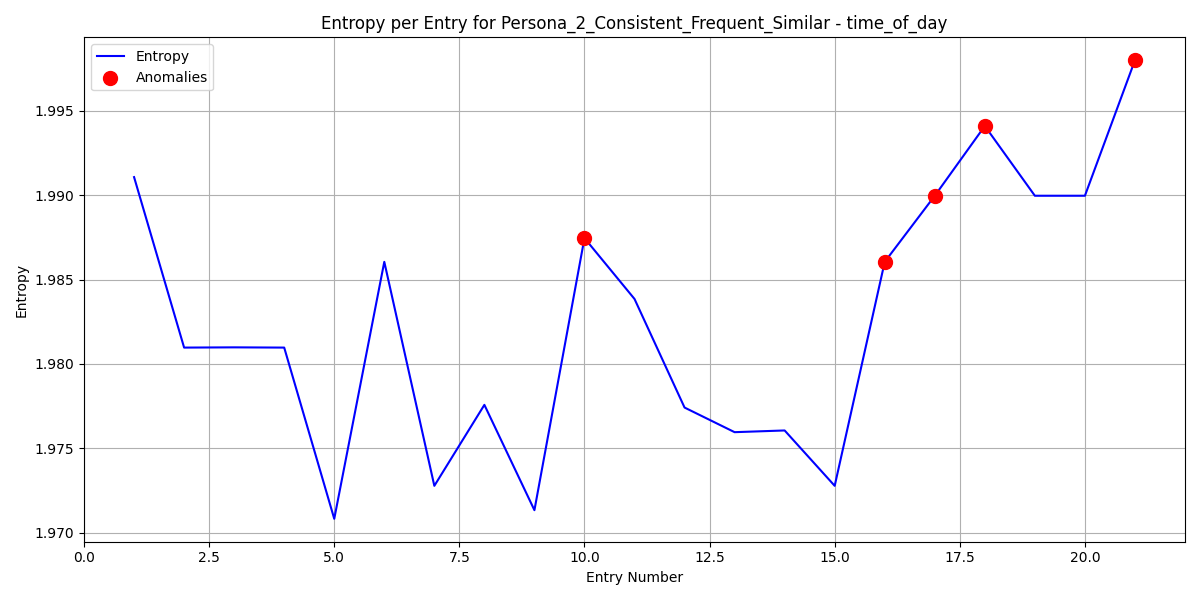 Entropy per Entry for Persona_2_Consistent_Frequent_Similar - time_of_day
Entropy
Anomalies
1.995
1.990
1.985
1.980
1.975
1.970
Entropy
0.0 2.5 5.0 7.5 10.0 12.5 15.0 17.5 20.0
Entry Number